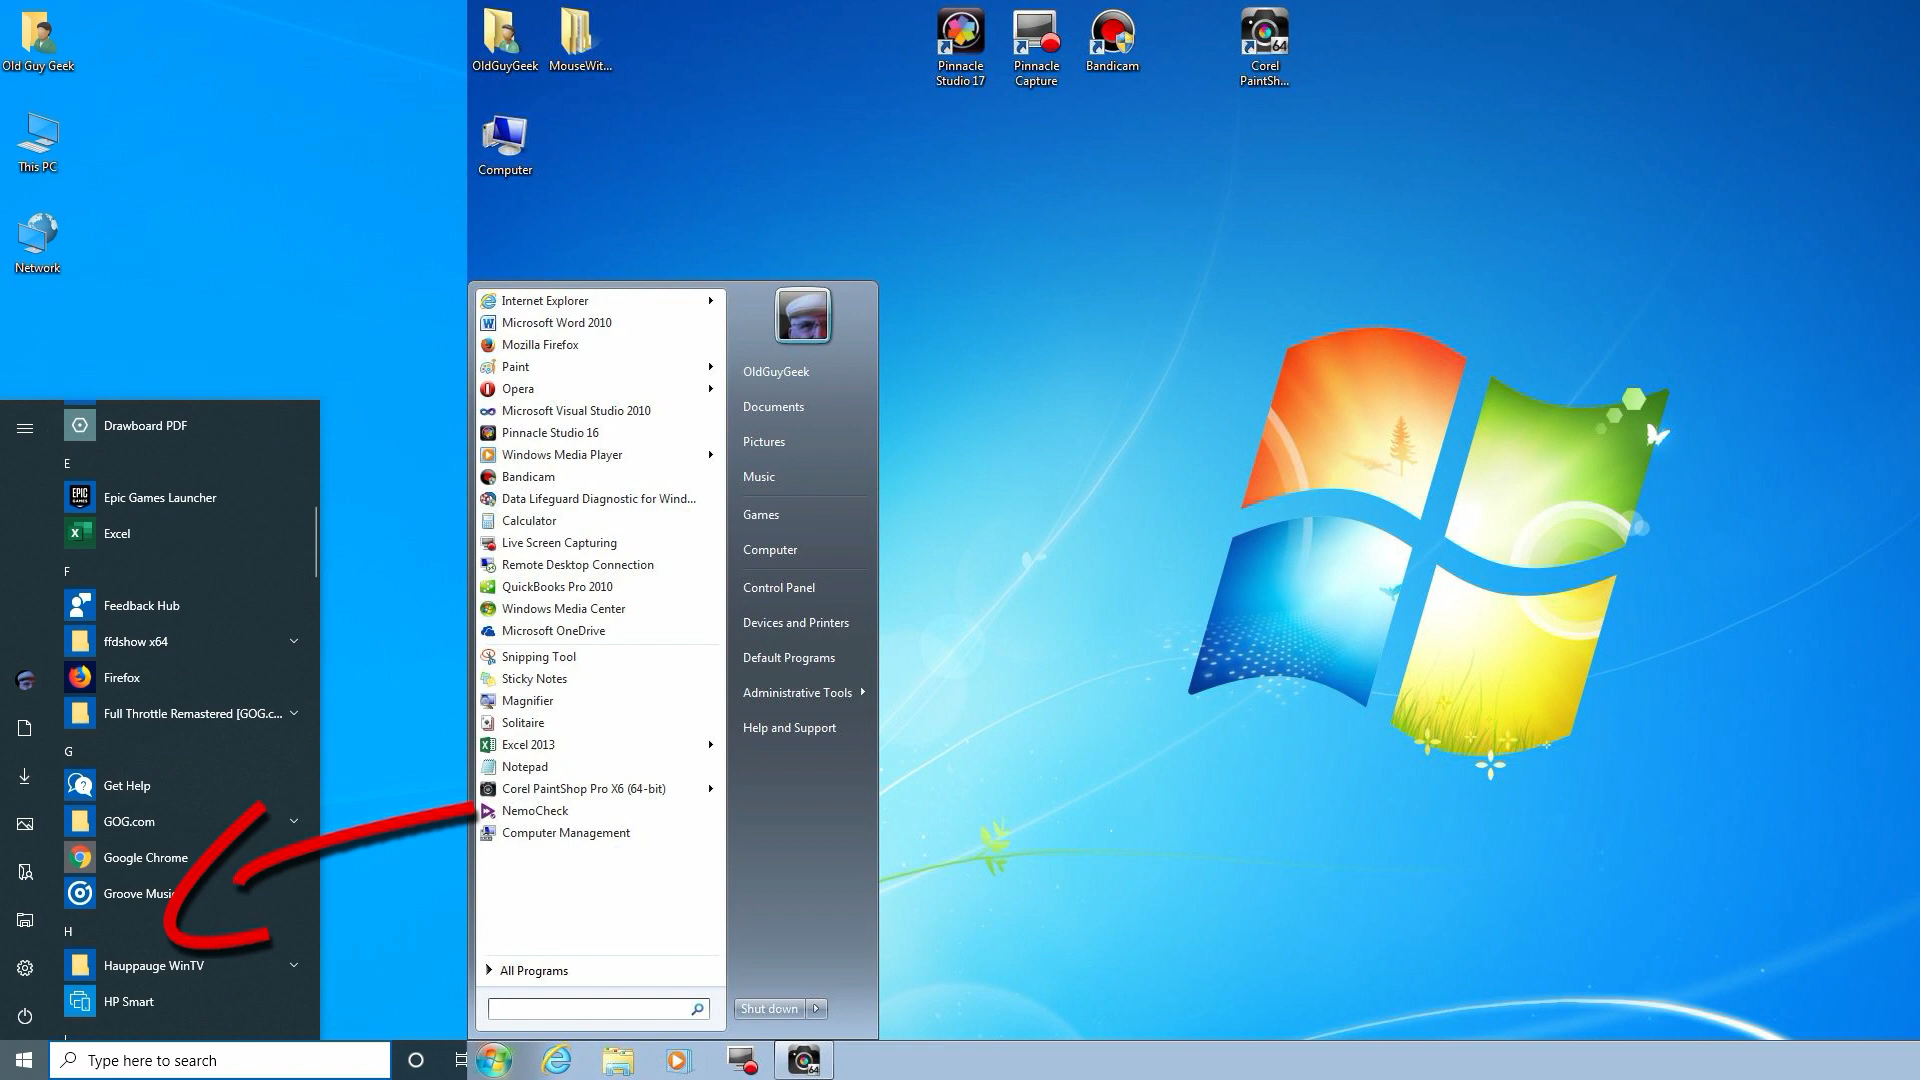 Old Guy Geek
This PC
Network
Drawboard PDF
E
EPIC GAMES
Epic Games Launcher
Excel
F
Feedback Hub
ffdshow x64
Firefox
Full Throttle Remastered [GOG.c...
G
Get Help
GOG.com
Google Chrome
Groove Music
H
Hauppauge WinTV
HP Smart
Type here to search
OldGuyGeek
MouseWit...
Pinnacle
Studio 17
Pinnacle
Capture
Bandicam
64
Corel
PaintSh...
Computer
Internet Explorer
Microsoft Word 2010
Mozilla Firefox
Paint
Opera
Microsoft Visual Studio 2010
Pinnacle Studio 16
Windows Media Player
Bandicam
Data Lifeguard Diagnostic for Wind...
Calculator
Live Screen Capturing
Remote Desktop Connection
QuickBooks Pro 2010
Windows Media Center
Microsoft OneDrive
Snipping Tool
Sticky Notes
Magnifier
Solitaire
Excel 2013
Notepad
Corel PaintShop Pro X6 (64-bit)
NemoCheck
Computer Management
All Programs
OldGuyGeek
Documents
Pictures
Music
Games
Computer
Control Panel
Devices and Printers
Default Programs
Administrative Tools
Help and Support
Shut down
64